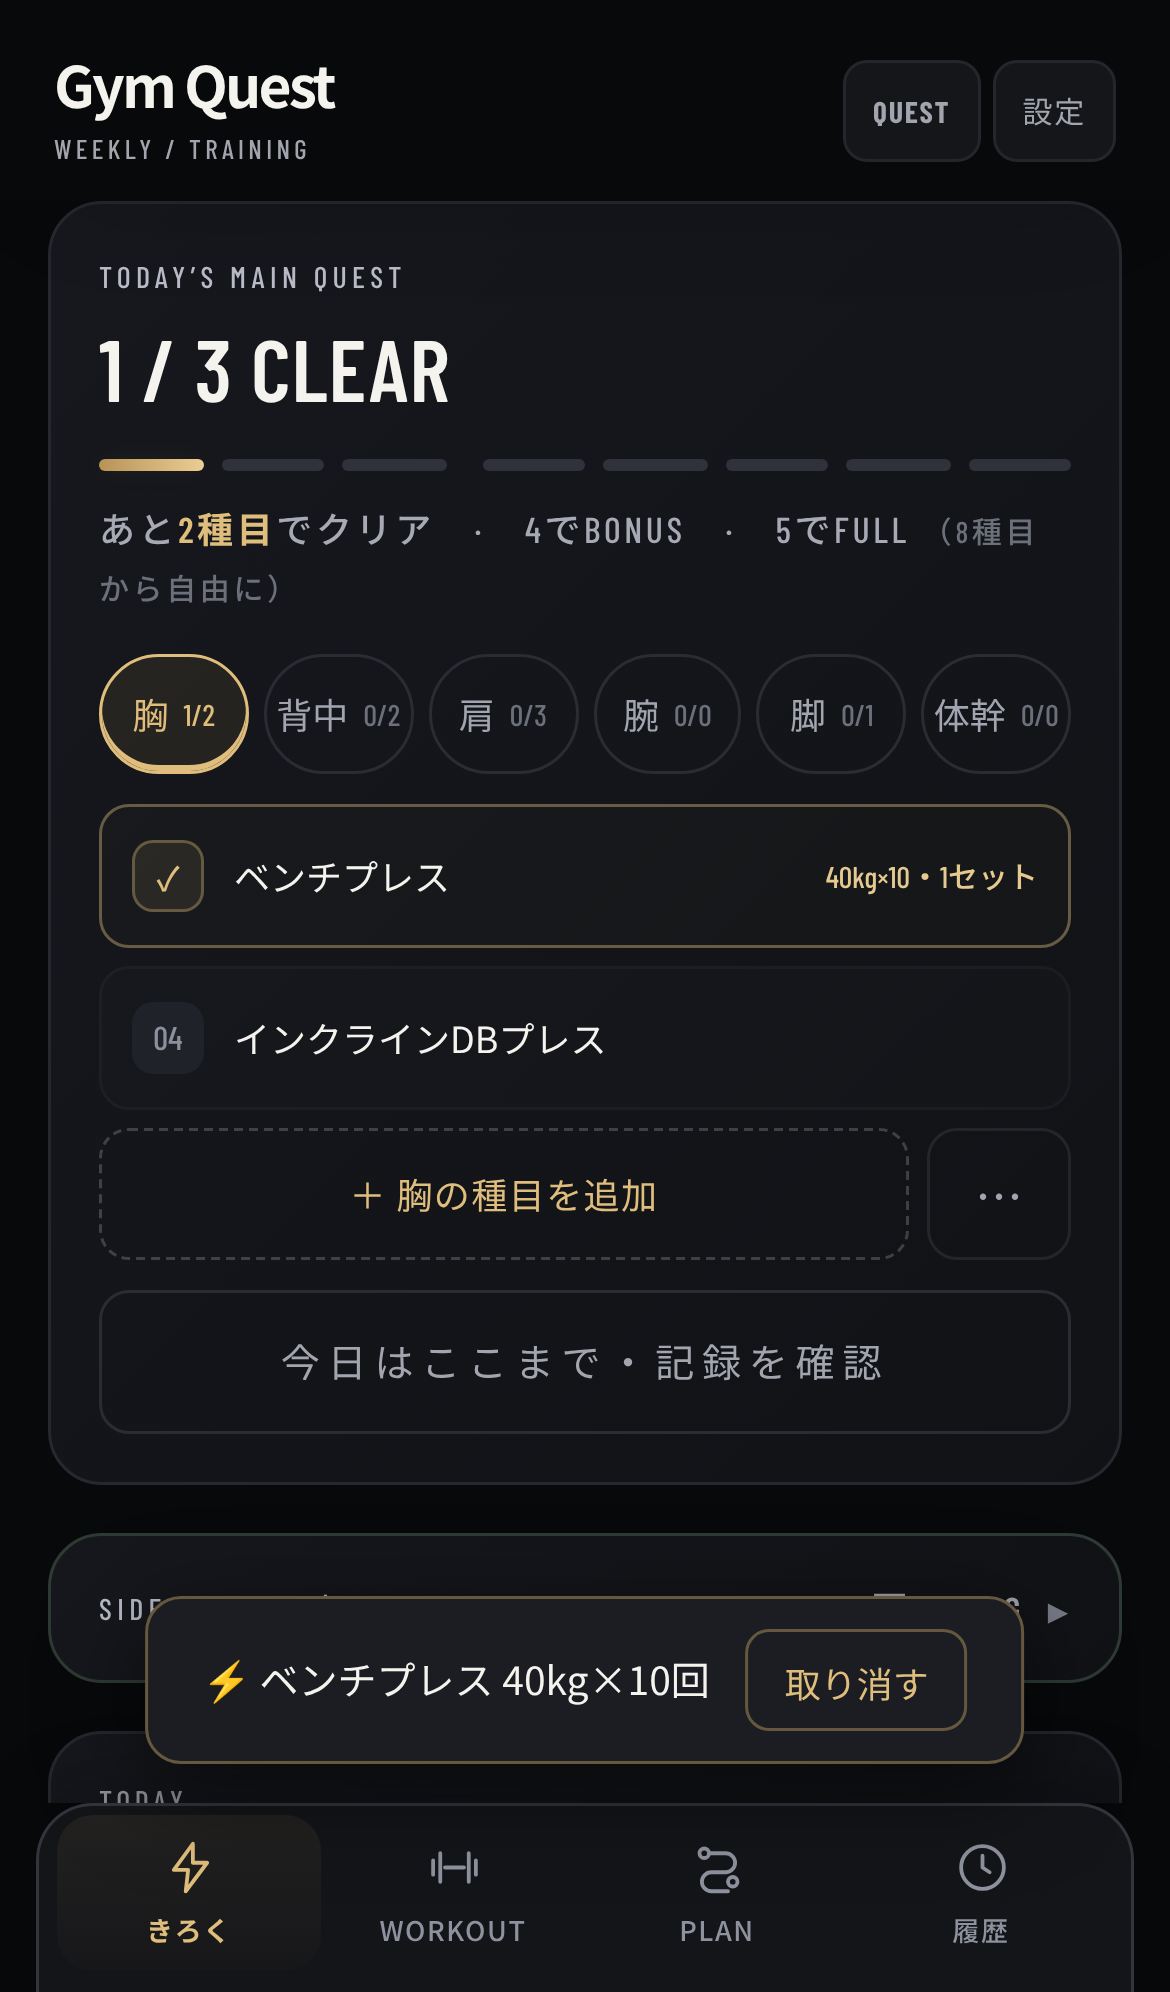 Gym Quest
WEEKLY / TRAINING
QUEST
設定
TODAY'S MAIN QUEST
1 / 3 CLEAR
あと2種目でクリア ・ 4でBONUS ・ 5でFULL （8種目
から自由に）
胸 1/2
背中 0/2
肩 0/3
腕 0/0
脚 0/1
体幹 0/0
✓ ベンチプレス 40kg×10・1セット
04 インクラインDBプレス
＋ 胸の種目を追加
…
今日はここまで・記録を確認
SIDE
▶
⚡ ベンチプレス 40kg×10回
取り消す
TODAY
きろく
WORKOUT
PLAN
履歴